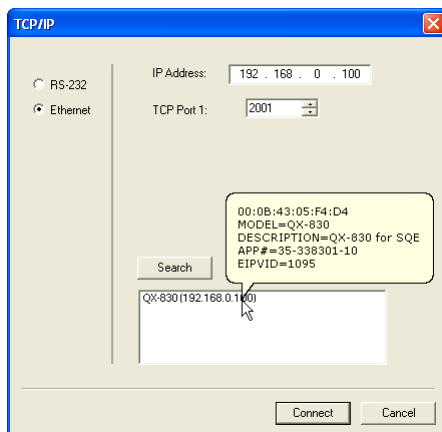 TCP/IP
RS-232
Ethernet
IP Address: 192 . 168 . 0 . 100
TCP Port 1: 2001
00:0B:43:05:F4:D4
MODEL=QX-830
DESCRIPTION=QX-830 for SQE
APP#=35-338301-10
EIPVID=1095
Search
QX-830 (192.168.0.100)
Connect
Cancel